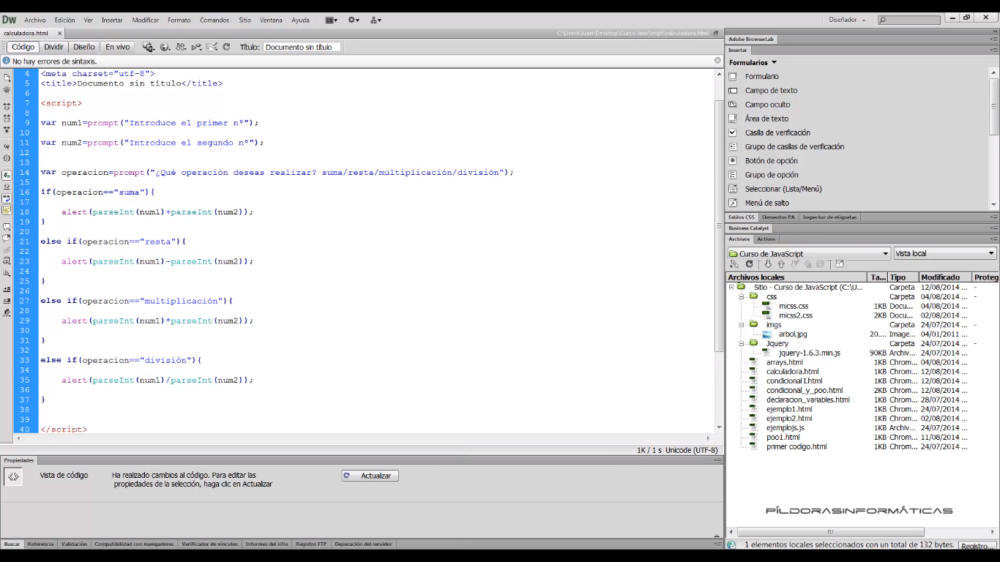 Dw Archivo Edición Ver Insertar Modificar Formato Comandos Sitio Ventana Ayuda Diseñador
calculadora.html C:\Users\Juan\Desktop\Curso JavaScript\calculadora.html
Código Dividir Diseño En vivo Título: Documento sin título
No hay errores de sintaxis.
4 <meta charset="utf-8">
5 <title>Documento sin título</title>
6
7 <script>
8
9 var num1=prompt("Introduce el primer nº");
10
11 var num2=prompt("Introduce el segundo nº");
12
13
14 var operacion=prompt("¿Qué operación deseas realizar? suma/resta/multiplicación/división");
15
16 if(operacion=="suma"){
17
18 alert(parseInt(num1)+parseInt(num2));
19 }
20
21 else if(operacion=="resta"){
22
23 alert(parseInt(num1)-parseInt(num2));
24
25 }
26
27 else if(operacion=="multiplicación"){
28
29 alert(parseInt(num1)*parseInt(num2));
30
31 }
32
33 else if(operacion=="división"){
34
35 alert(parseInt(num1)/parseInt(num2));
36
37 }
38
39
40 </script>
1K / 1 s Unicode (UTF-8)
Propiedades
Vista de código Ha realizado cambios al código. Para editar las
propiedades de la selección, haga clic en Actualizar
Actualizar
Buscar Referencia Validación Compatibilidad con navegadores Verificador de vínculos Informes del sitio Registro FTP Depuración del servidor
Adobe BrowserLab
Insertar
Formularios
Formulario
Campo de texto
Campo oculto
Área de texto
Casilla de verificación
Grupo de casillas de verificación
Botón de opción
Grupo de opción
Seleccionar (Lista/Menú)
Menú de salto
Estilos CSS Elementos PA Inspector de etiquetas
Business Catalyst
Archivos Activos
Curso de JavaScript Vista local
Archivos locales Ta... Tipo Modificado Proteg
Sitio - Curso de JavaScript (C:\U... Carpeta 12/08/2014 ... -
css Carpeta 04/08/2014 ... -
micss.css 1KB Docu... 04/08/2014 ...
micss2.css 2KB Docu... 02/08/2014 ...
imgs Carpeta 24/07/2014 ... -
arbol.jpg 20.... Image... 04/01/2011 ...
Jquery Carpeta 24/07/2014 ... -
jquery-1.6.3.min.js 90KB Archiv... 24/07/2014 ...
arrays.html 1KB Chrom... 04/08/2014 ...
calculadora.html 1KB Chrom... 12/08/2014 ...
condicional I.html 1KB Chrom... 12/08/2014 ...
condicional_y_poo.html 2KB Chrom... 12/08/2014 ...
declaracion_variables.html 1KB Chrom... 28/07/2014 ...
ejemplo1.html 1KB Chrom... 24/07/2014 ...
ejemplo2.html 1KB Chrom... 02/08/2014 ...
ejemplojs.js 1KB Archiv... 24/07/2014 ...
poo1.html 1KB Chrom... 11/08/2014 ...
primer codigo.html 1KB Chrom... 24/07/2014 ...
PÍLDORASINFORMÁTICAS
1 elementos locales seleccionados con un total de 132 bytes. Registro...